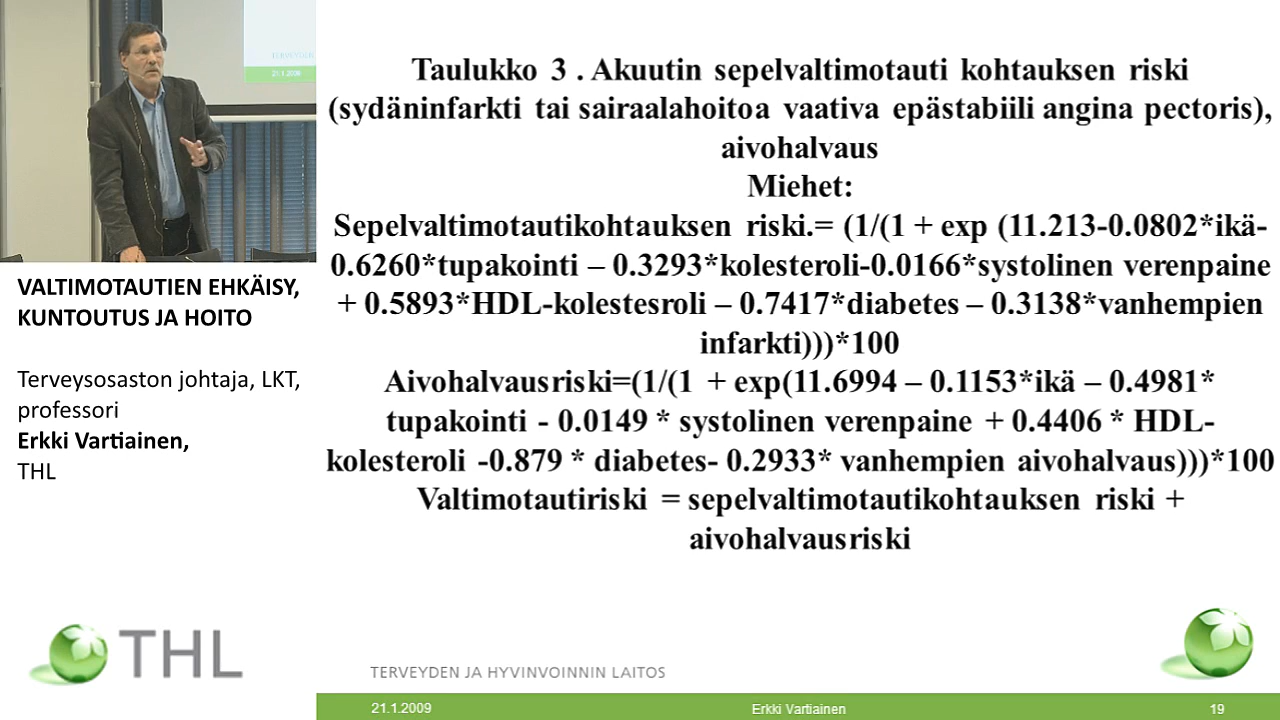 TERVEYDEN
21.1.2009
VALTIMOTAUTIEN EHKÄISY,
KUNTOUTUS JA HOITO
Terveysosaston johtaja, LKT,
professori
Erkki Vartiainen,
THL
THL
Taulukko 3 . Akuutin sepelvaltimotauti kohtauksen riski
(sydäninfarkti tai sairaalahoitoa vaativa epästabiili angina pectoris),
aivohalvaus
Miehet:
Sepelvaltimotautikohtauksen riski.= (1/(1 + exp (11.213-0.0802*ikä-
0.6260*tupakointi – 0.3293*kolesteroli-0.0166*systolinen verenpaine
+ 0.5893*HDL-kolestesroli – 0.7417*diabetes – 0.3138*vanhempien
infarkti)))*100
Aivohalvausriski=(1/(1 + exp(11.6994 – 0.1153*ikä – 0.4981*
tupakointi - 0.0149 * systolinen verenpaine + 0.4406 * HDL-
kolesteroli -0.879 * diabetes- 0.2933* vanhempien aivohalvaus)))*100
Valtimotautiriski = sepelvaltimotautikohtauksen riski +
aivohalvausriski
TERVEYDEN JA HYVINVOINNIN LAITOS
21.1.2009
Erkki Vartiainen
19